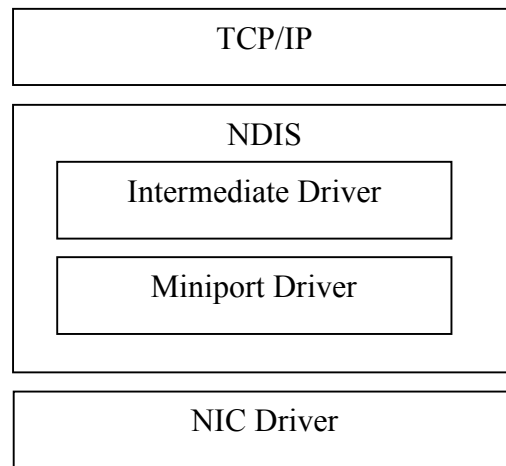 TCP/IP
NDIS
Intermediate Driver
Miniport Driver
NIC Driver